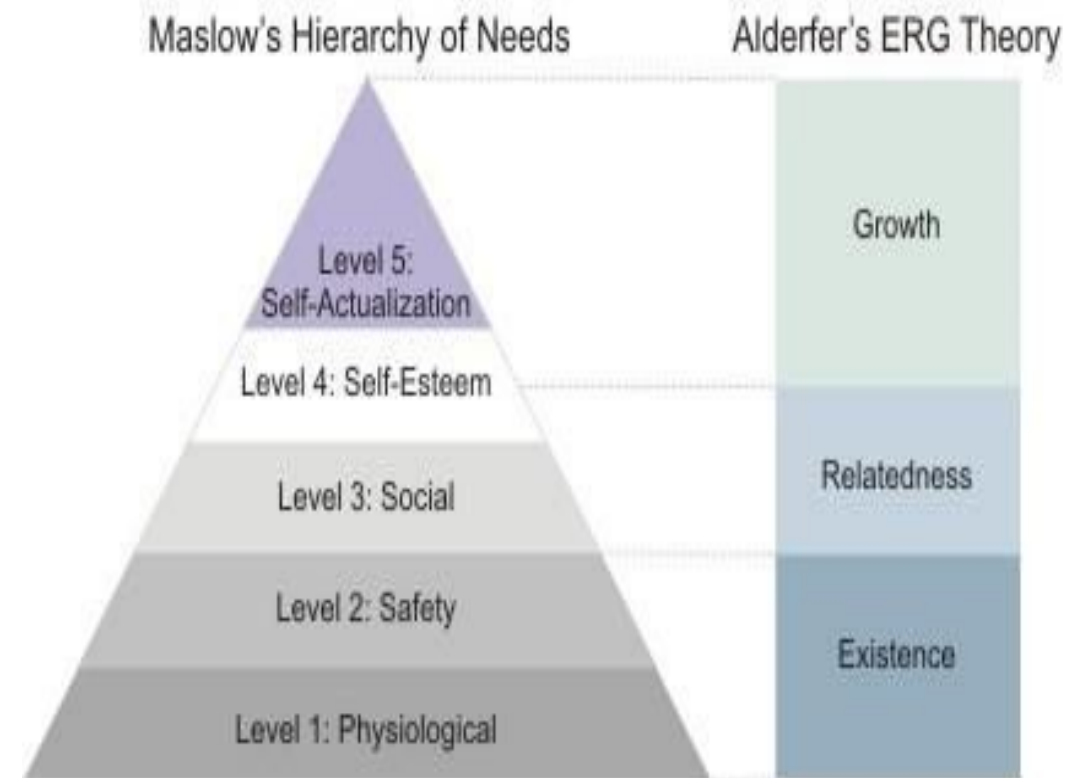 Maslow's Hierarchy of Needs
Alderfer's ERG Theory
Level 5:
Self-Actualization
Level 4: Self-Esteem
Level 3: Social
Level 2: Safety
Level 1: Physiological
Growth
Relatedness
Existence